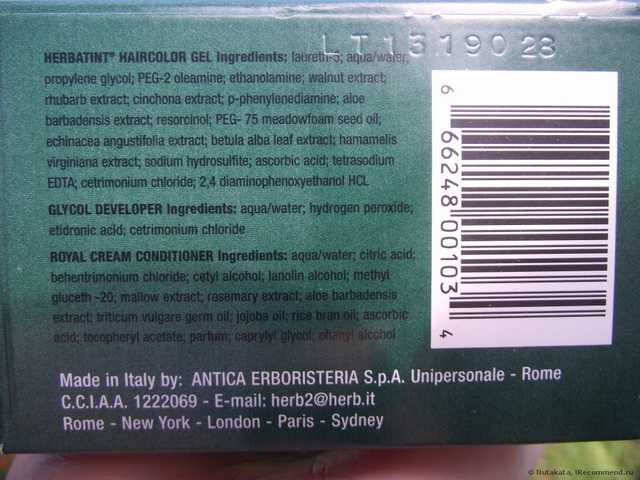 LT 1519028
HERBATINT® HAIRCOLOR GEL Ingredients: laureth-5; aqua/water;
propylene glycol; PEG-2 oleamine; ethanolamine; walnut extract;
rhubarb extract; cinchona extract; p-phenylenediamine; aloe
barbadensis extract; resorcinol; PEG- 75 meadowfoam seed oil;
echinacea angustifolia extract; betula alba leaf extract; hamamelis
virginiana extract; sodium hydrosulfite; ascorbic acid; tetrasodium
EDTA; cetrimonium chloride; 2,4 diaminophenoxyethanol HCL
GLYCOL DEVELOPER Ingredients: aqua/water; hydrogen peroxide;
etidronic acid; cetrimonium chloride
ROYAL CREAM CONDITIONER Ingredients: aqua/water; citric acid;
behentrimonium chloride; cetyl alcohol; lanolin alcohol; methyl
gluceth -20; mallow extract; rosemary extract; aloe barbadensis
extract; triticum vulgare germ oil; jojoba oil; rice bran oil; ascorbic
acid; tocopheryl acetate; parfum; caprylyl glycol; phenyl alcohol
6 66248 00103 4
Made in Italy by: ANTICA ERBORISTERIA S.p.A. Unipersonale - Rome
C.C.I.A.A. 1222069 - E-mail: herb2@herb.it
Rome - New York - London - Paris - Sydney
© Nutakata, IRecommend.ru